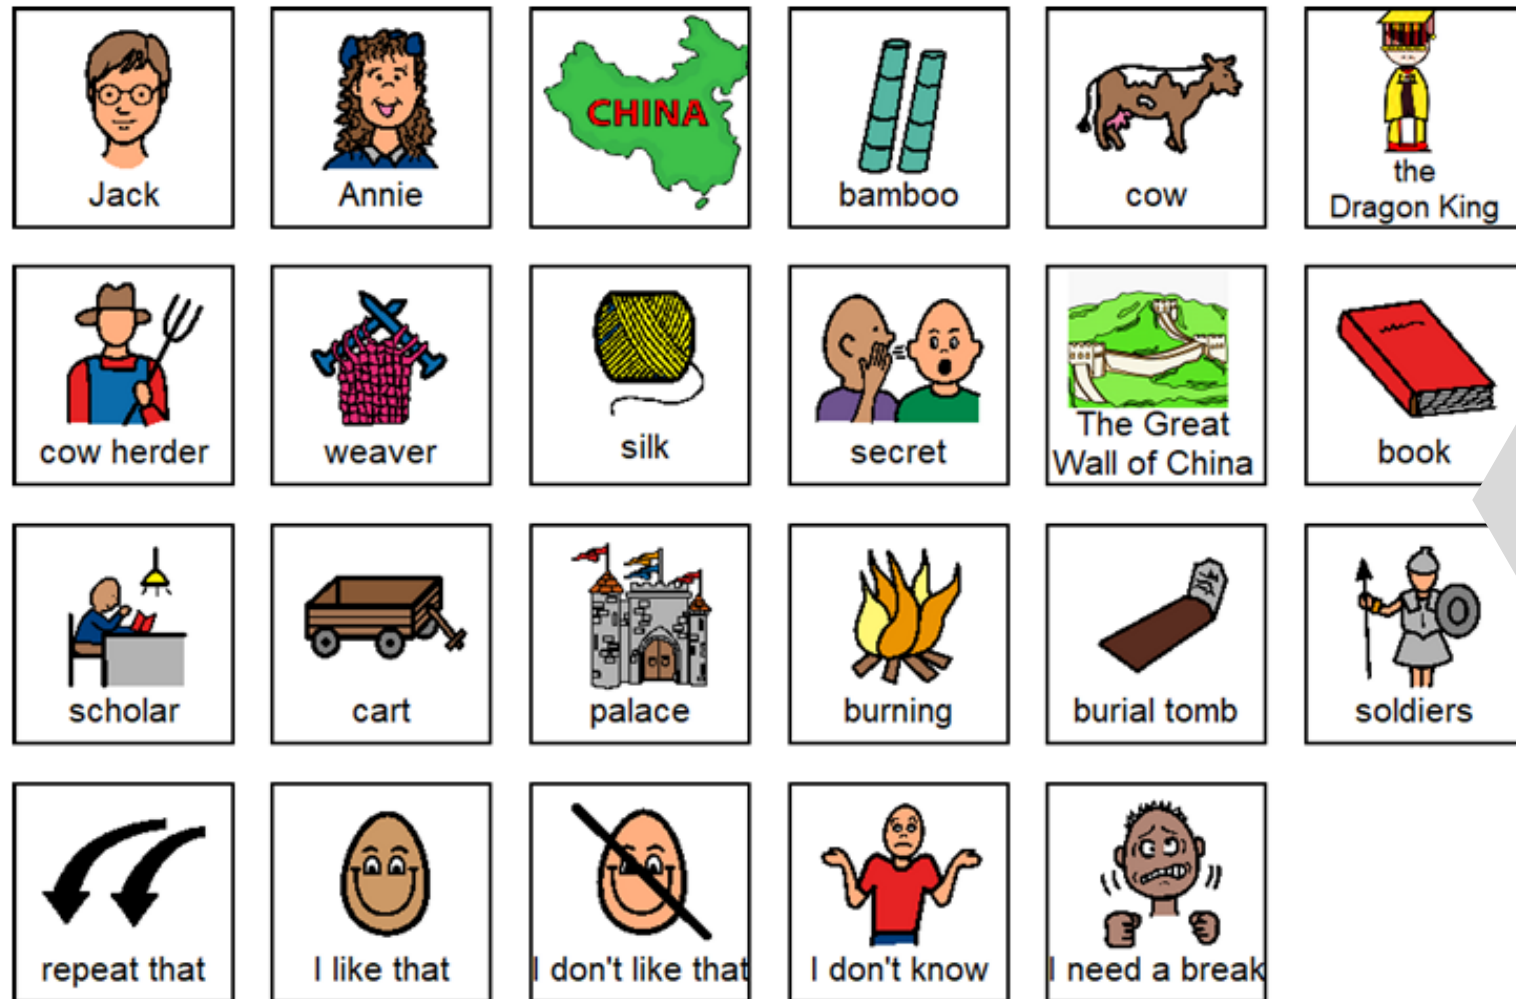 Jack
Annie
CHINA
bamboo
cow
the
Dragon King
cow herder
weaver
silk
secret
The Great
Wall of China
book
scholar
cart
palace
burning
burial tomb
soldiers
repeat that
I like that
I don't like that
I don't know
I need a break